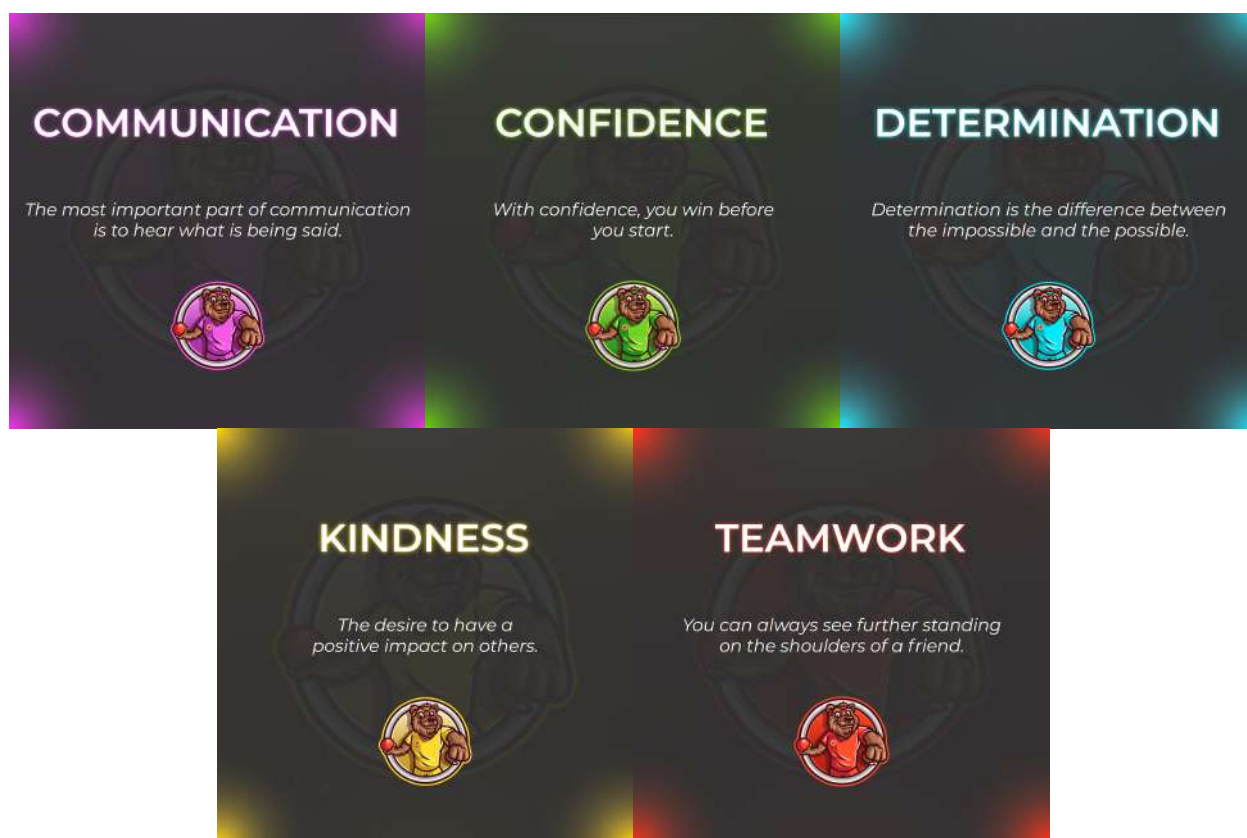 COMMUNICATION
The most important part of communication
is to hear what is being said.
CONFIDENCE
With confidence, you win before
you start.
DETERMINATION
Determination is the difference between
the impossible and the possible.
KINDNESS
The desire to have a
positive impact on others.
TEAMWORK
You can always see further standing
on the shoulders of a friend.